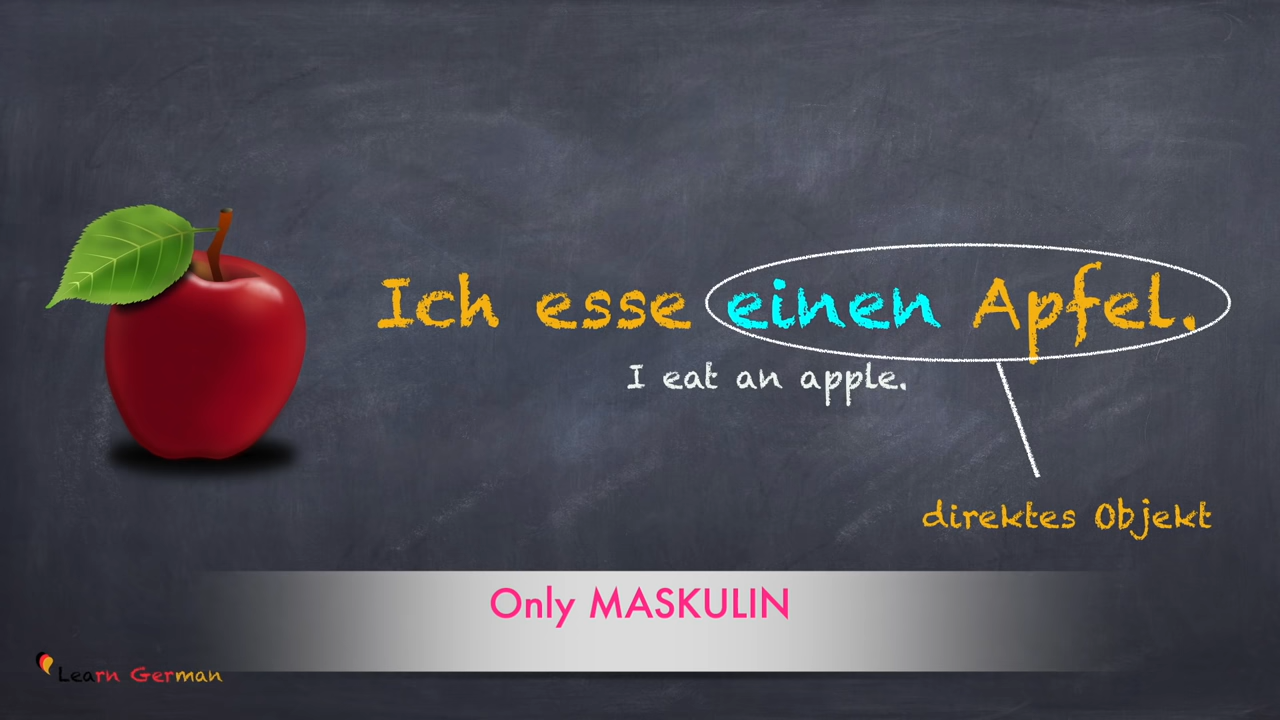 Ich esse einen Apfel.
I eat an apple.
direktes Objekt
Only MASKULIN
Learn German